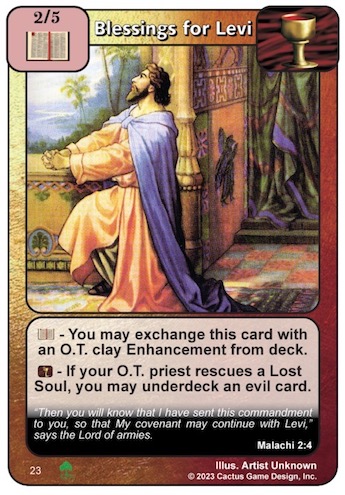 2/5
Blessings for Levi
- You may exchange this card with
an O.T. clay Enhancement from deck.
- If your O.T. priest rescues a Lost
Soul, you may underdeck an evil card.
"Then you will know that I have sent this commandment
to you, so that My covenant may continue with Levi,"
says the Lord of armies.
Malachi 2:4
Illus. Artist Unknown
23
© 2023 Cactus Game Design, Inc.